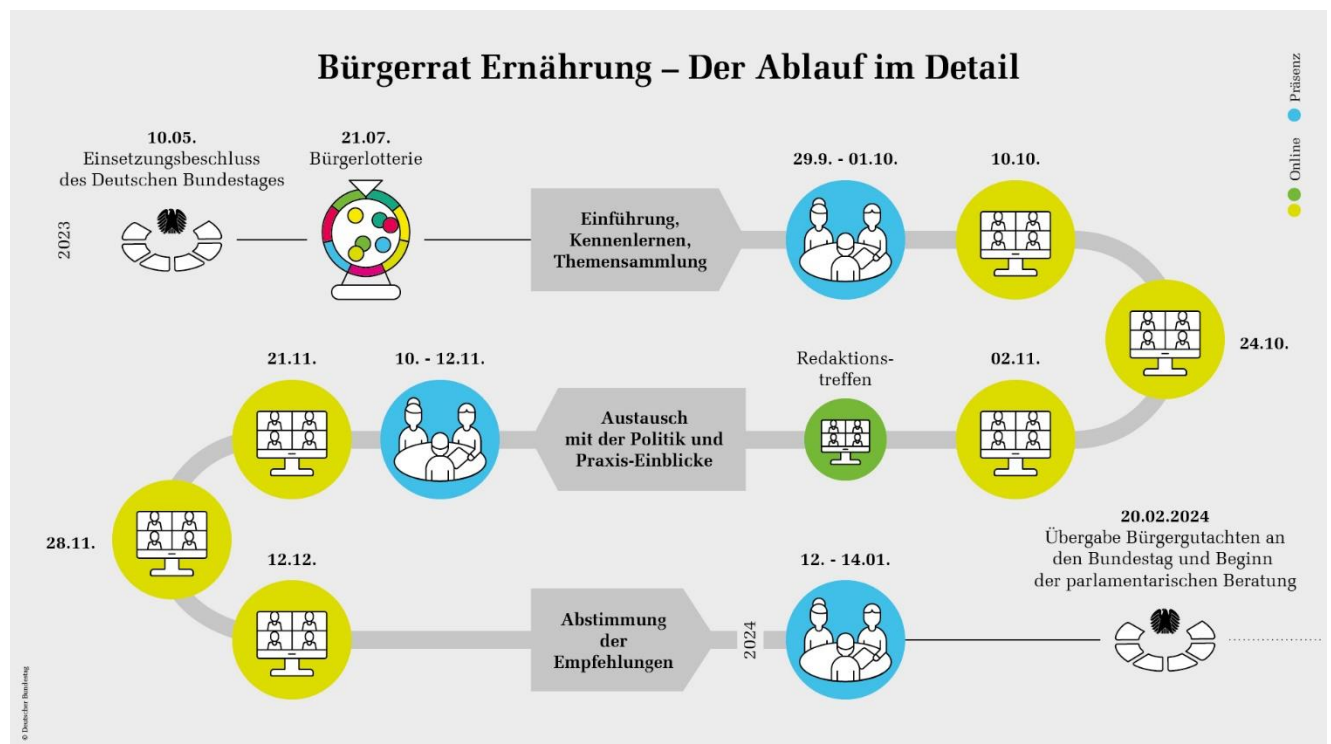 Bürgerrat Ernährung – Der Ablauf im Detail
Präsenz
Online
2023
10.05.
Einsetzungsbeschluss
des Deutschen Bundestages
21.07.
Bürgerlotterie
Einführung,
Kennenlernen,
Themensammlung
29.9. - 01.10.
10.10.
24.10.
02.11.
Redaktions-
treffen
Austausch
mit der Politik und
Praxis-Einblicke
10. - 12.11.
21.11.
28.11.
12.12.
Abstimmung
der
Empfehlungen
2024
12. - 14.01.
20.02.2024
Übergabe Bürgergutachten an
den Bundestag und Beginn
der parlamentarischen Beratung
© Deutscher Bundestag